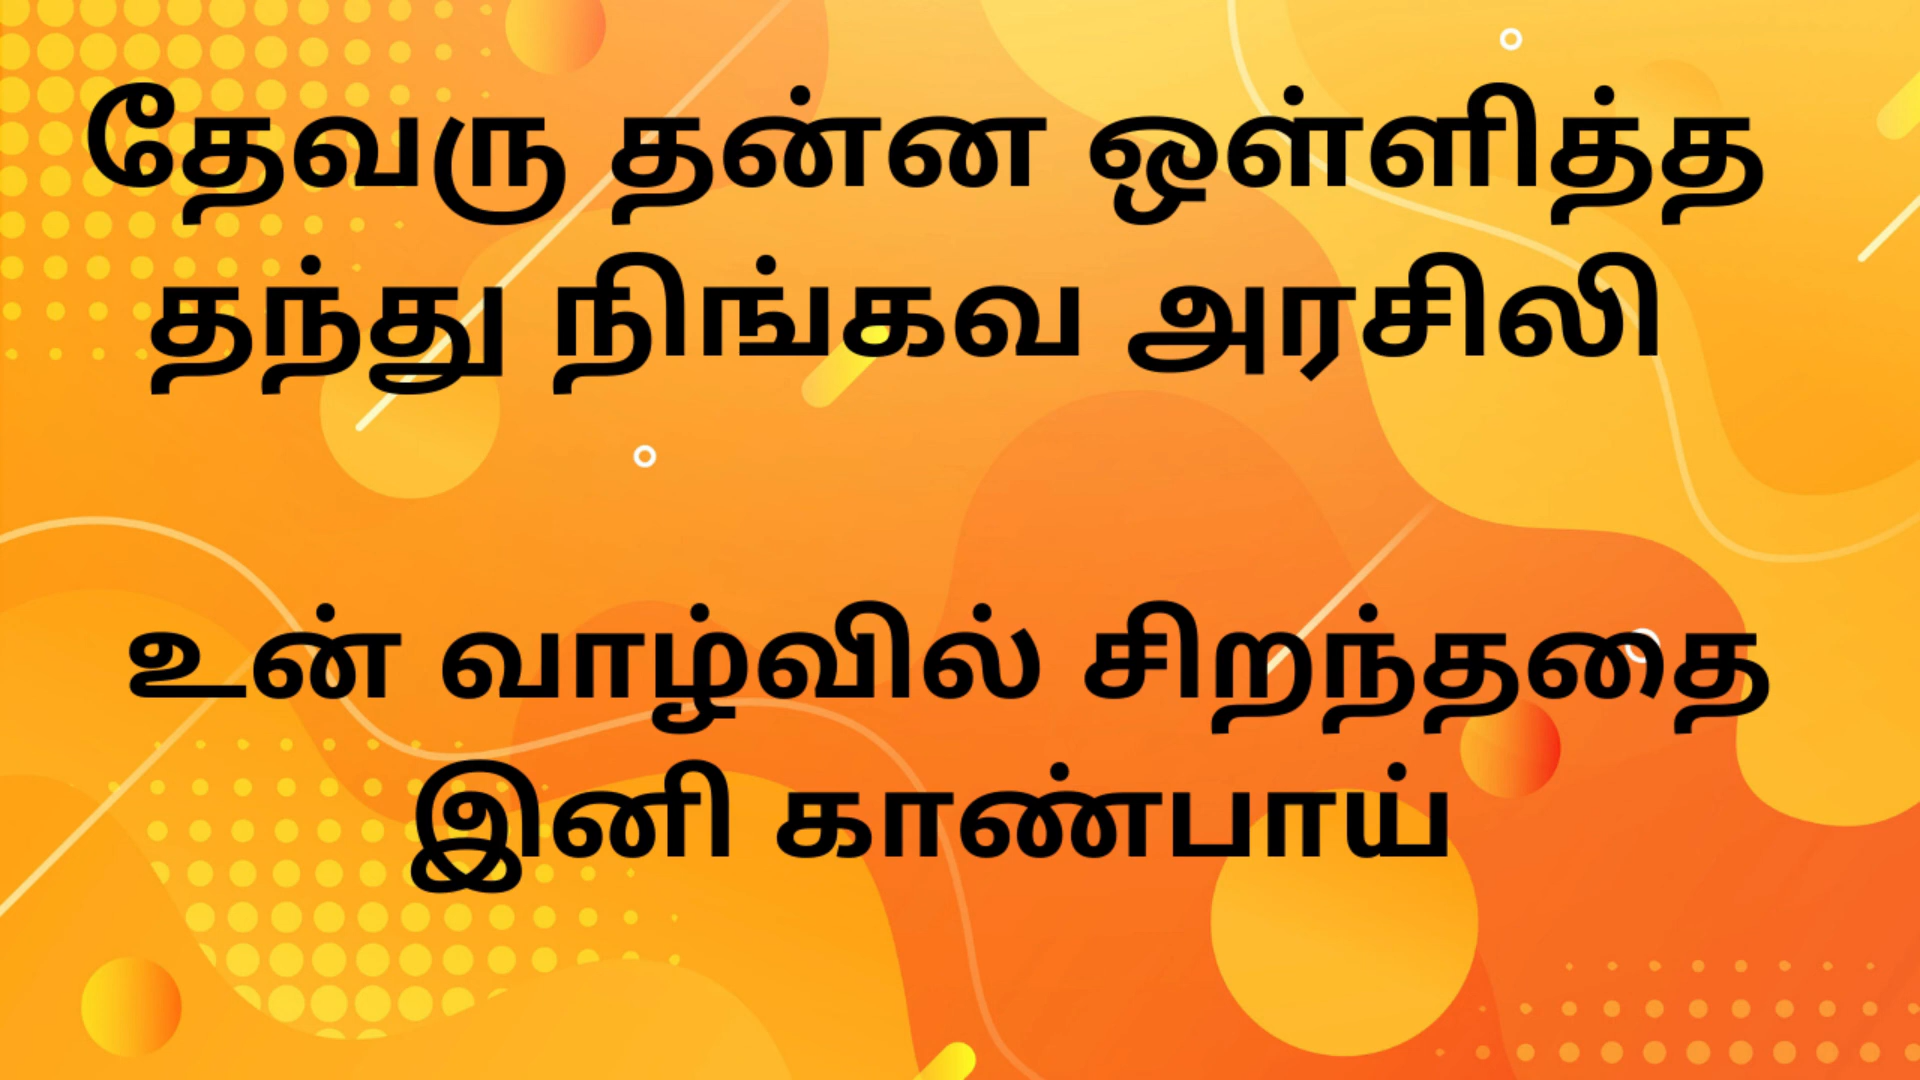 தேவரு தன்ன ஒள்ளித்த
தந்து நிங்கவ அரசிலி
உன் வாழ்வில் சிறந்ததை
இனி காண்பாய்